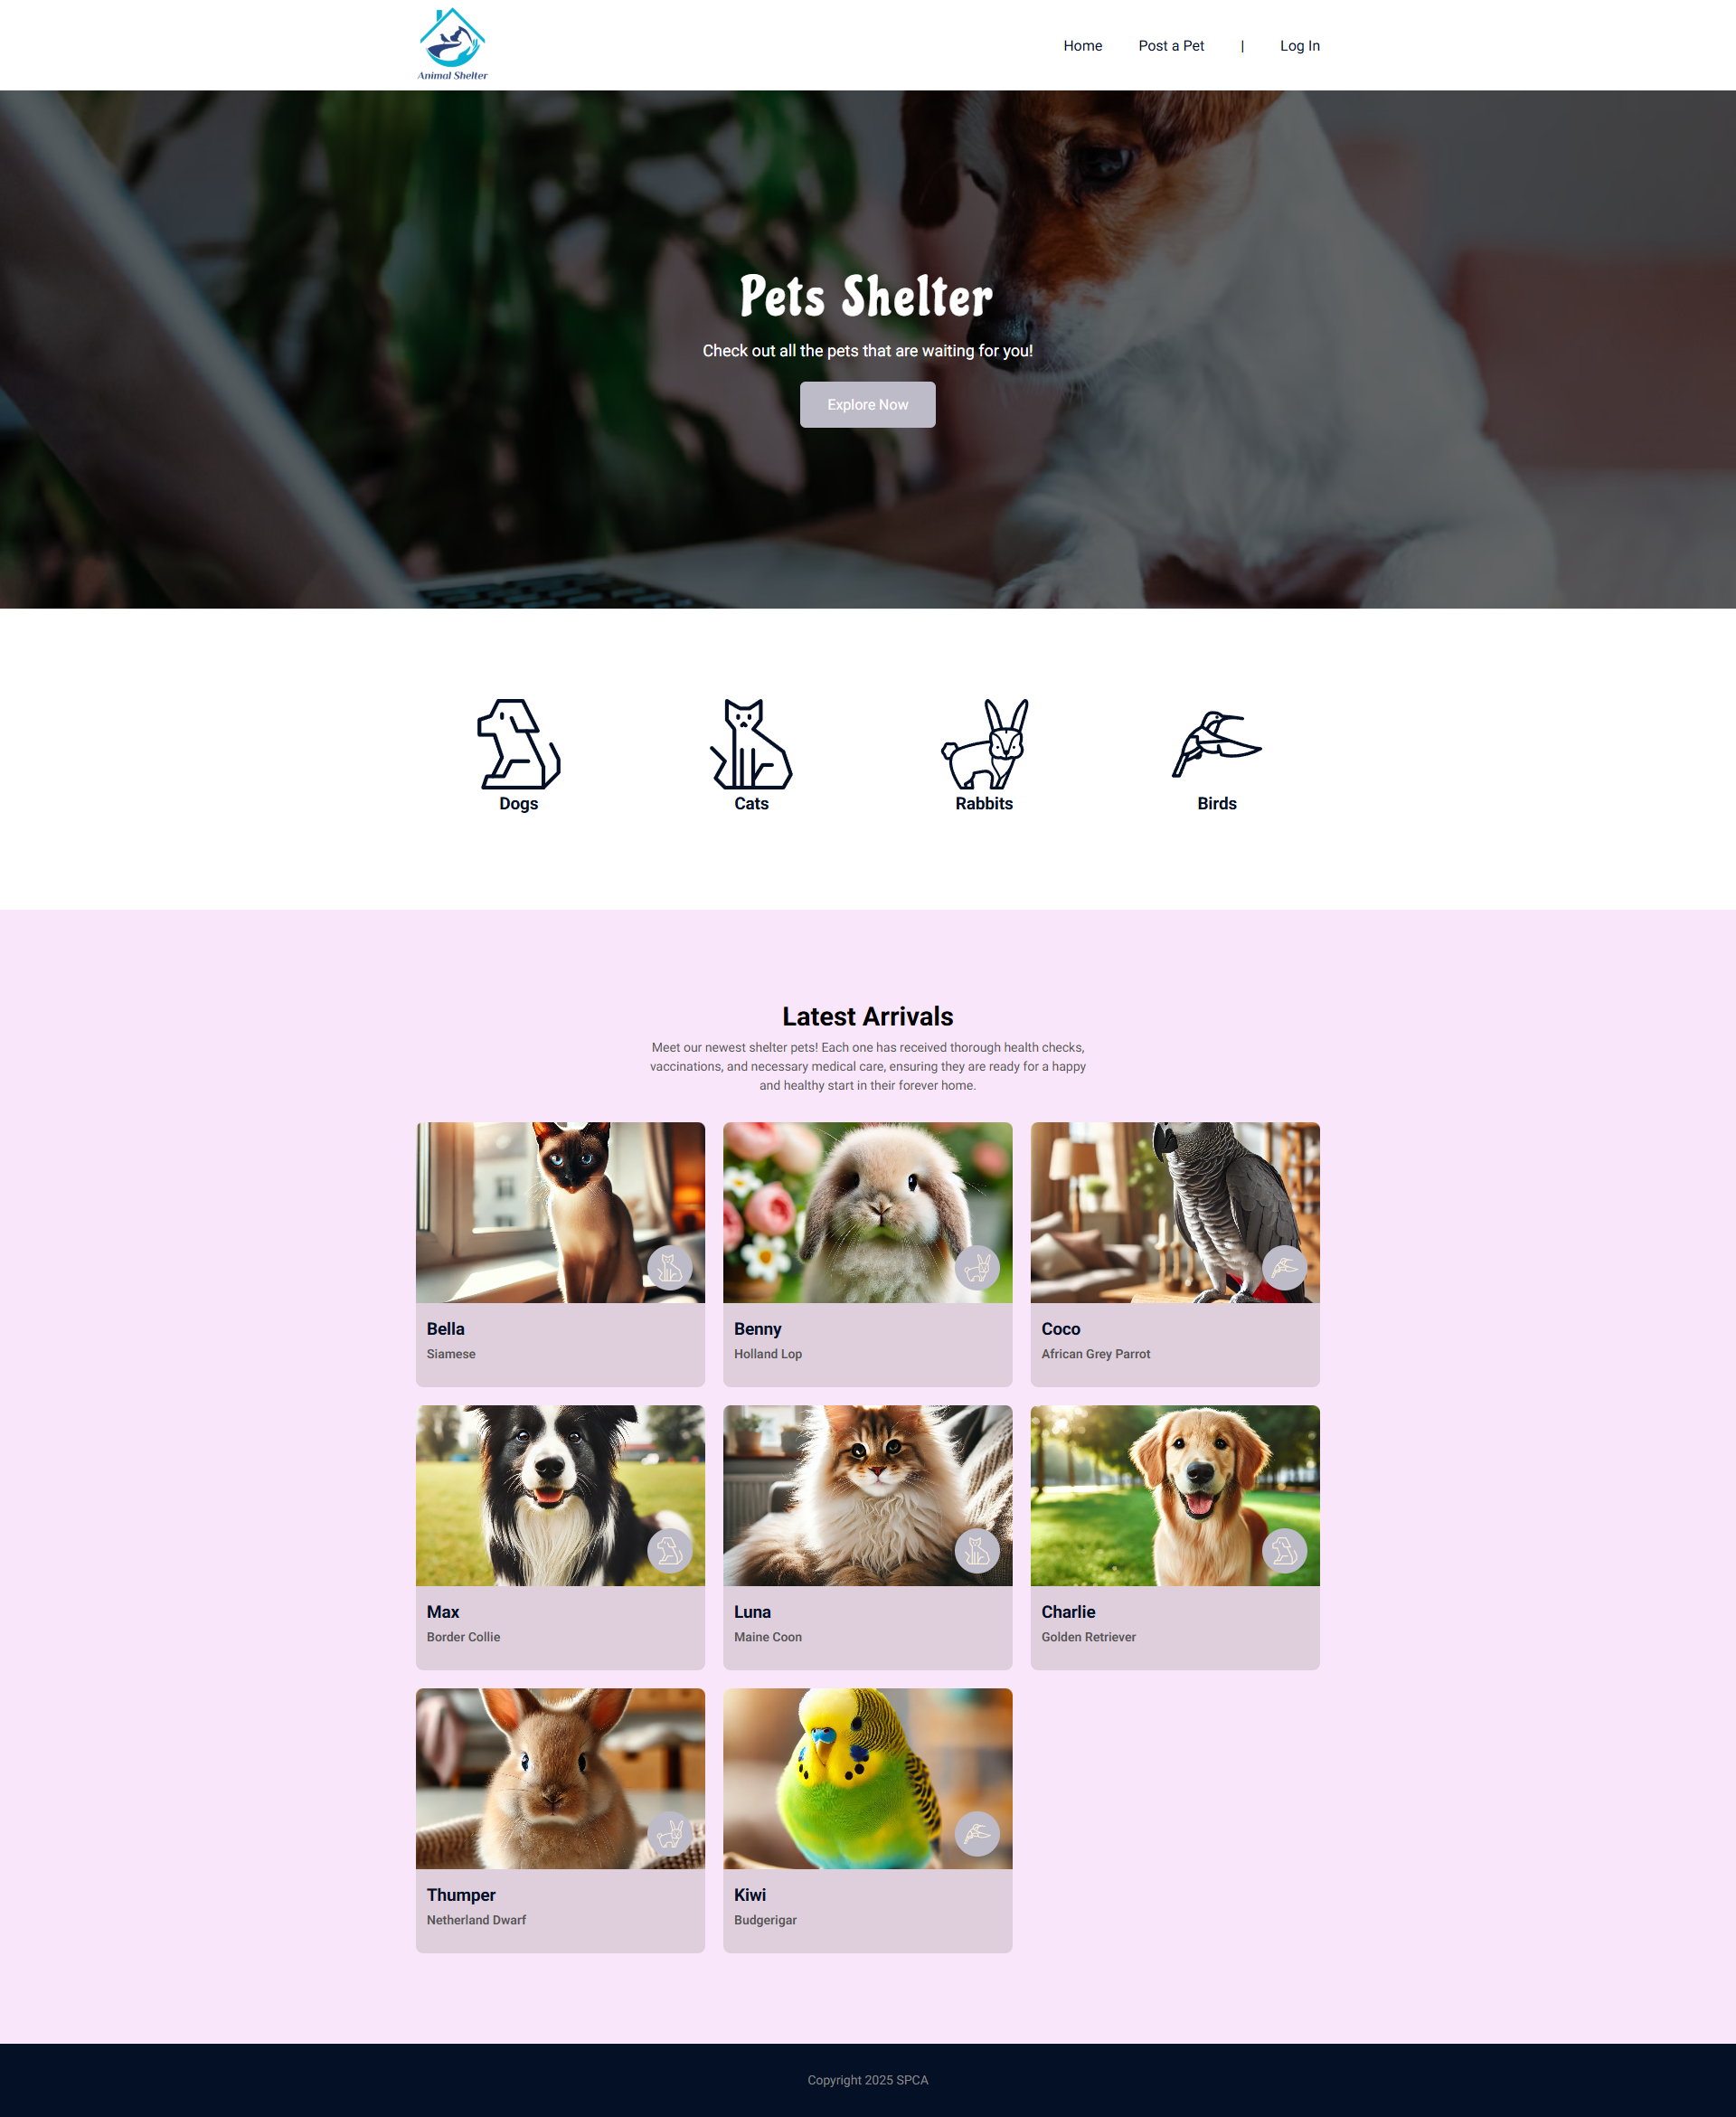 Animal Shelter
Home
Post a Pet
|
Log In
Pets Shelter
Check out all the pets that are waiting for you!
Explore Now
Dogs
Cats
Rabbits
Birds
Latest Arrivals
Meet our newest shelter pets! Each one has received thorough health checks,
vaccinations, and necessary medical care, ensuring they are ready for a happy
and healthy start in their forever home.
Bella
Siamese
Benny
Holland Lop
Coco
African Grey Parrot
Max
Border Collie
Luna
Maine Coon
Charlie
Golden Retriever
Thumper
Netherland Dwarf
Kiwi
Budgerigar
Copyright 2025 SPCA